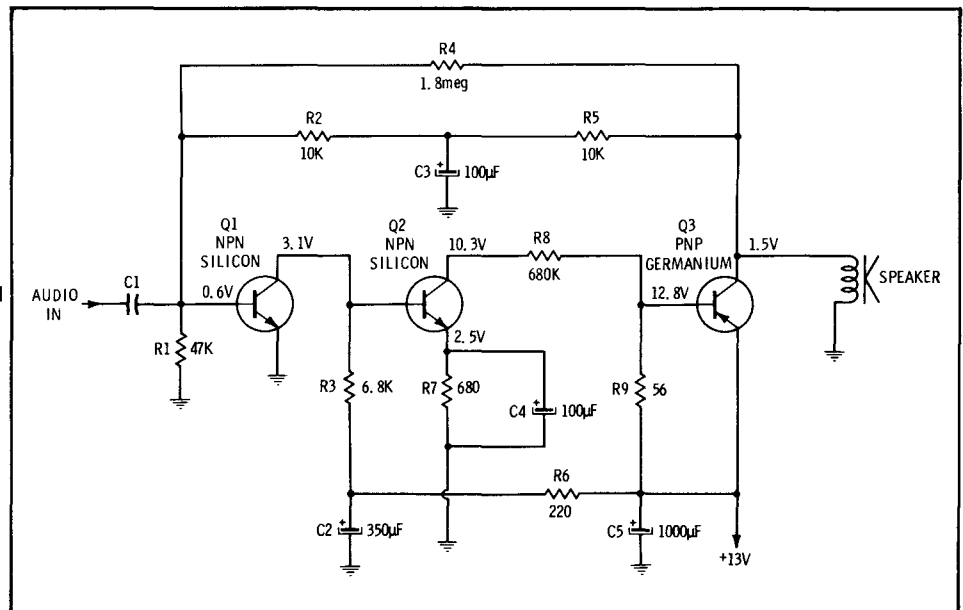 R4
1.8meg
R2
10K
R5
10K
C3
+
100µF
Q1
NPN
SILICON
3.1V
Q2
NPN
SILICON
10.3V
R8
680K
Q3
PNP
GERMANIUM
1.5V
SPEAKER
AUDIO
IN
C1
0.6V
12.8V
2.5V
R1
47K
R3
6.8K
R7
680
+
C4
100µF
R9
56
R6
220
C2
+
350µF
C5
+
1000µF
+13V